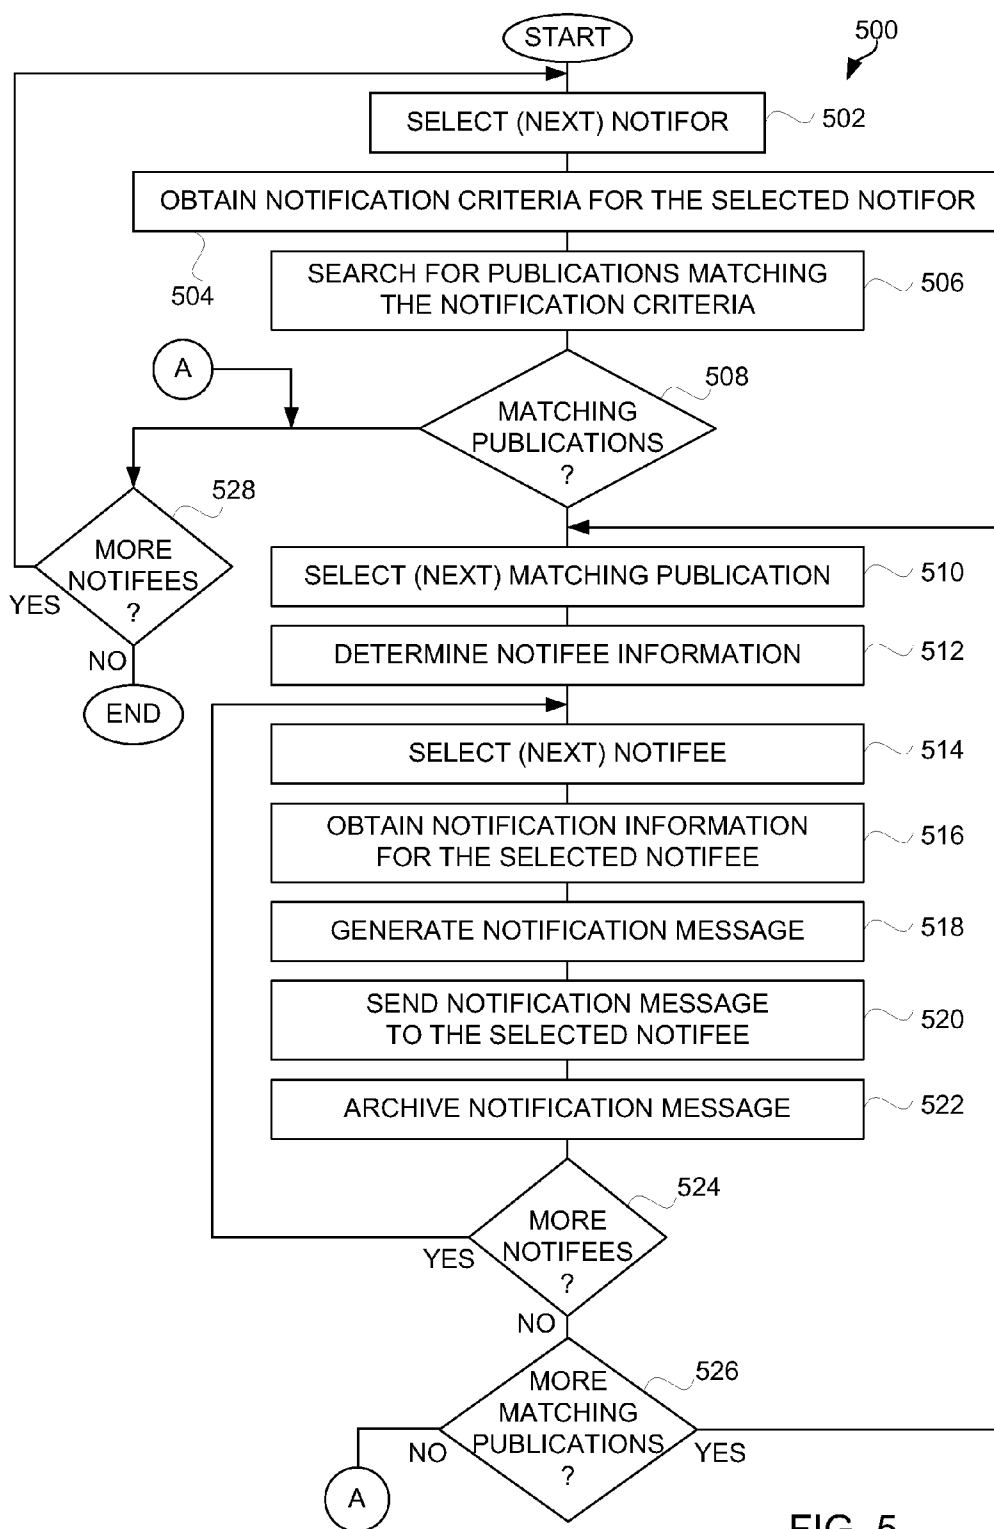 START
500
SELECT (NEXT) NOTIFOR
502
OBTAIN NOTIFICATION CRITERIA FOR THE SELECTED NOTIFOR
504
SEARCH FOR PUBLICATIONS MATCHING
THE NOTIFICATION CRITERIA
506
A
MATCHING
PUBLICATIONS
?
508
MORE
NOTIFEES
?
528
YES
NO
END
SELECT (NEXT) MATCHING PUBLICATION
510
DETERMINE NOTIFEE INFORMATION
512
SELECT (NEXT) NOTIFEE
514
OBTAIN NOTIFICATION INFORMATION
FOR THE SELECTED NOTIFEE
516
GENERATE NOTIFICATION MESSAGE
518
SEND NOTIFICATION MESSAGE
TO THE SELECTED NOTIFEE
520
ARCHIVE NOTIFICATION MESSAGE
522
MORE
NOTIFEES
?
524
YES
NO
MORE
MATCHING
PUBLICATIONS
?
526
NO
YES
A
FIG. 5